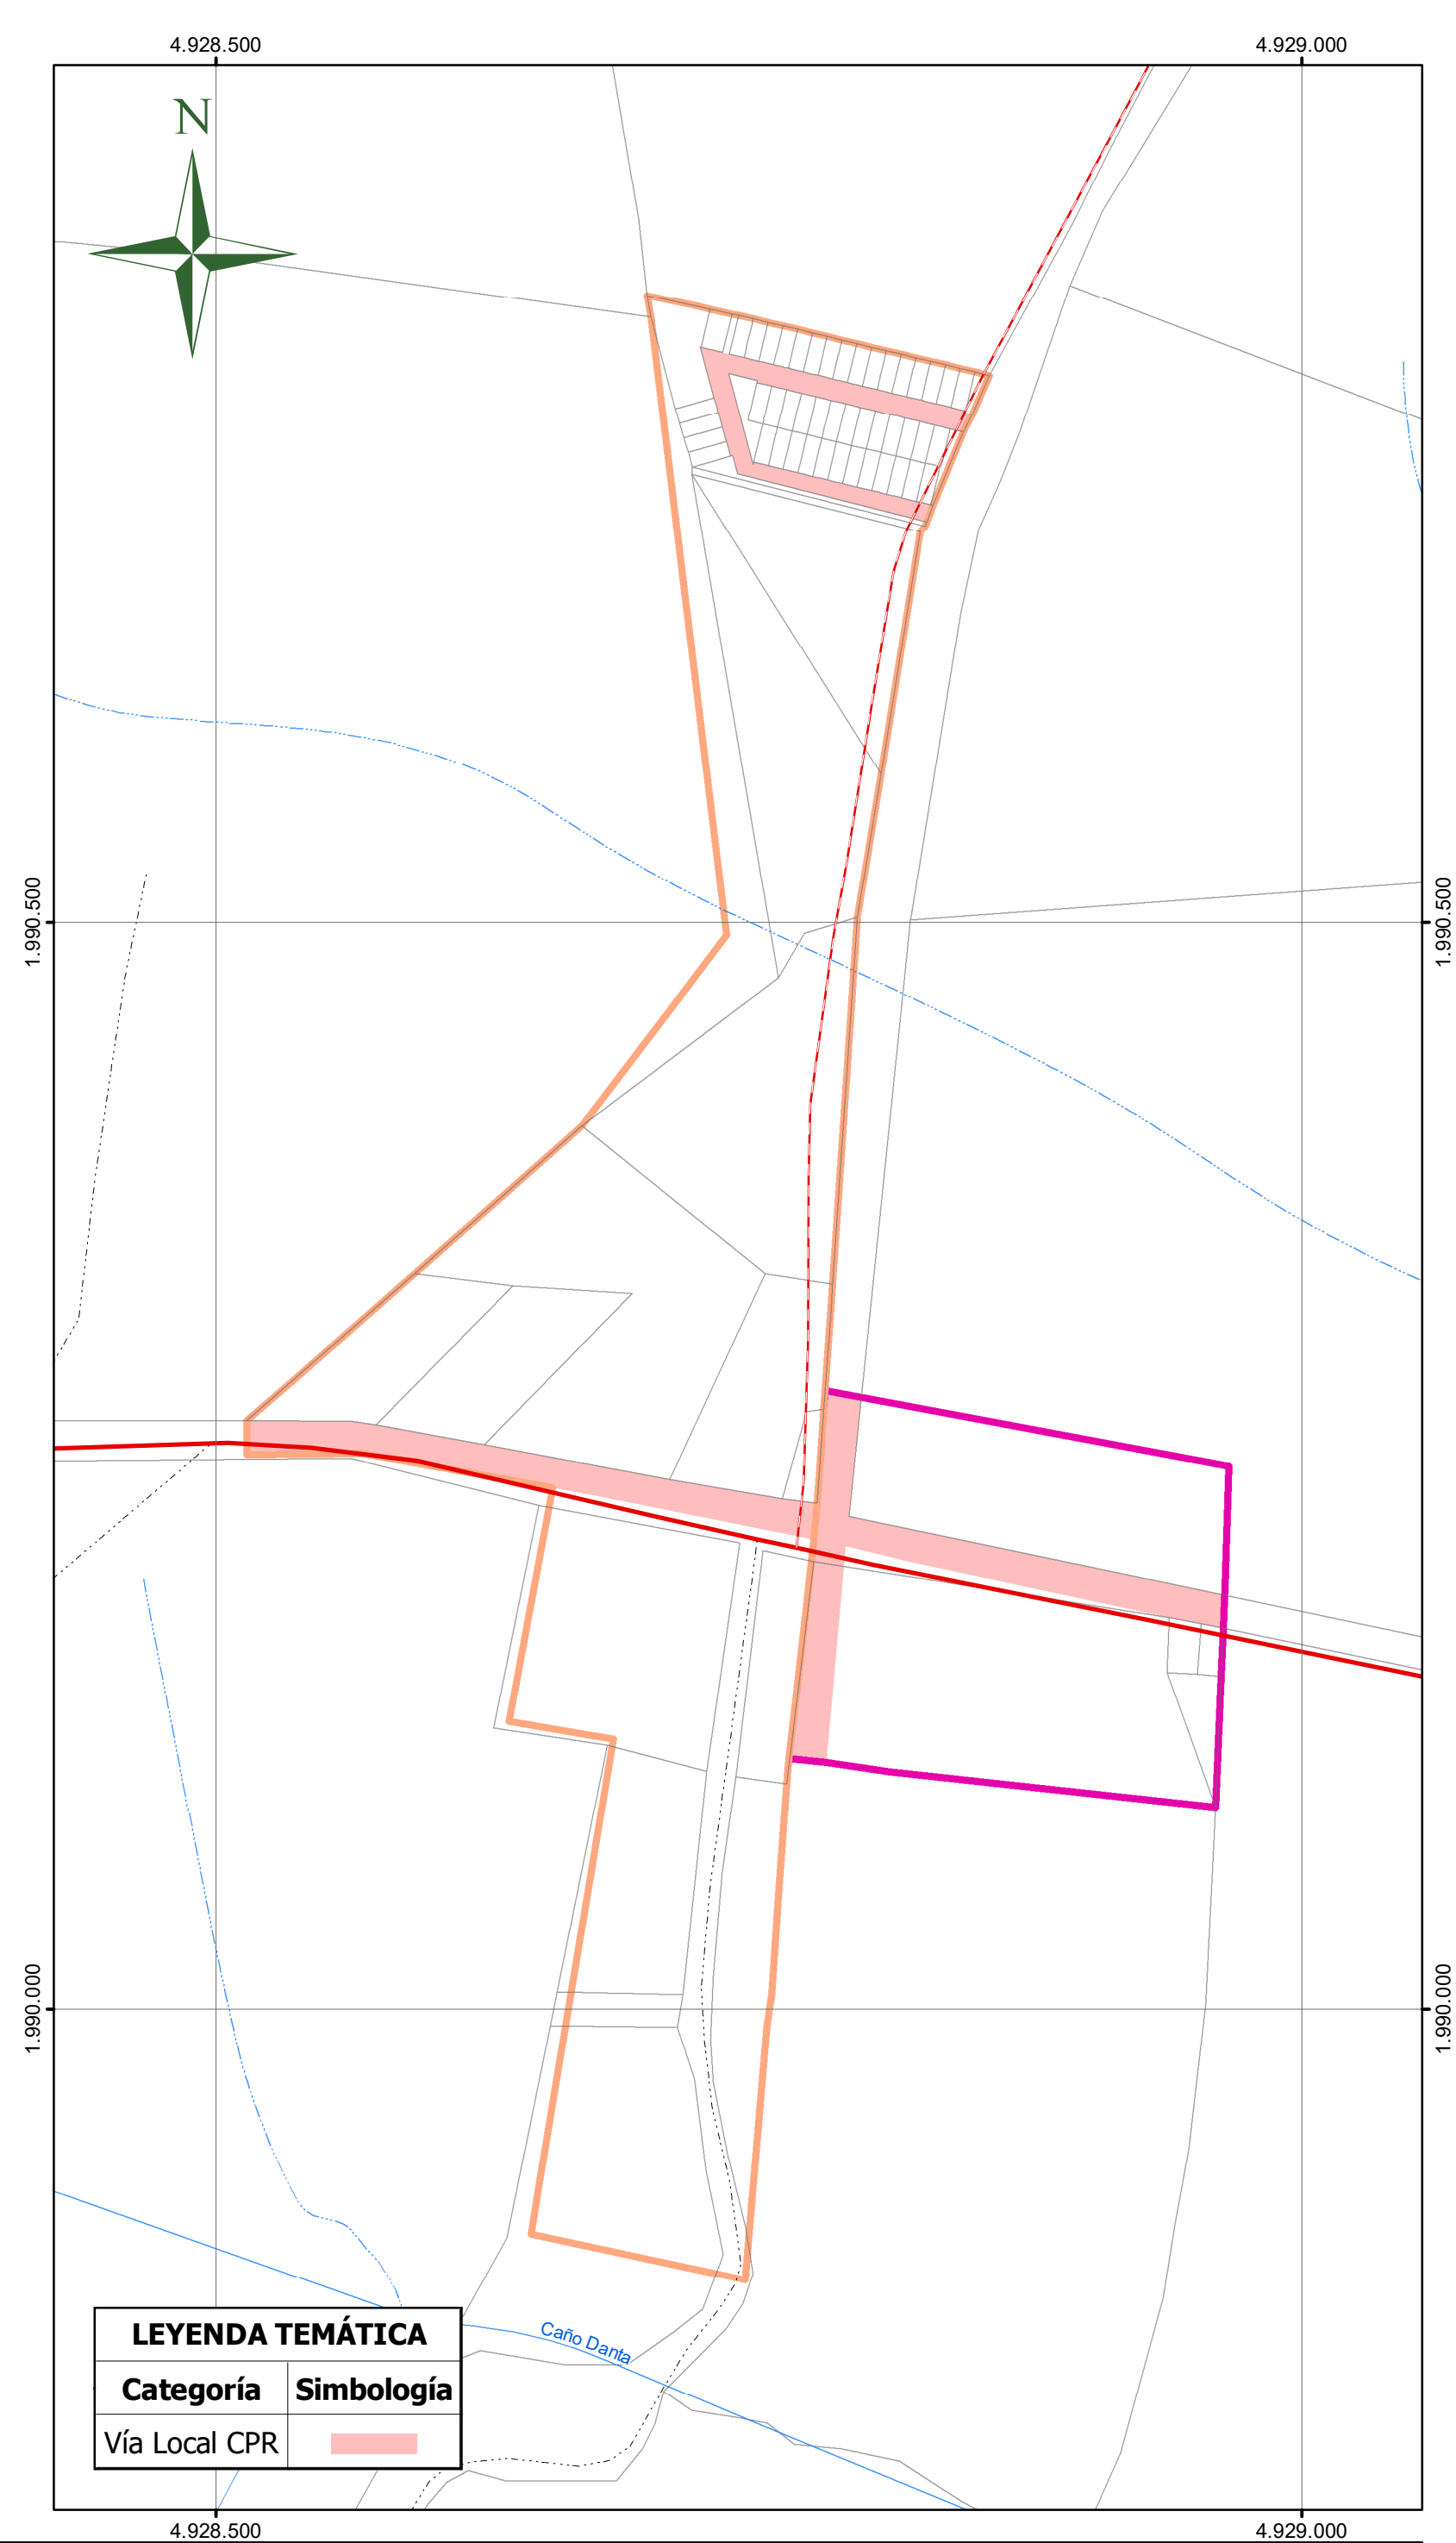 4.928.500
4.929.000
N
1.990.500
1.990.500
1.990.000
1.990.000
Caño Danta
LEYENDA TEMÁTICA
Categoría
Simbología
Vía Local CPR
4.928.500
4.929.000